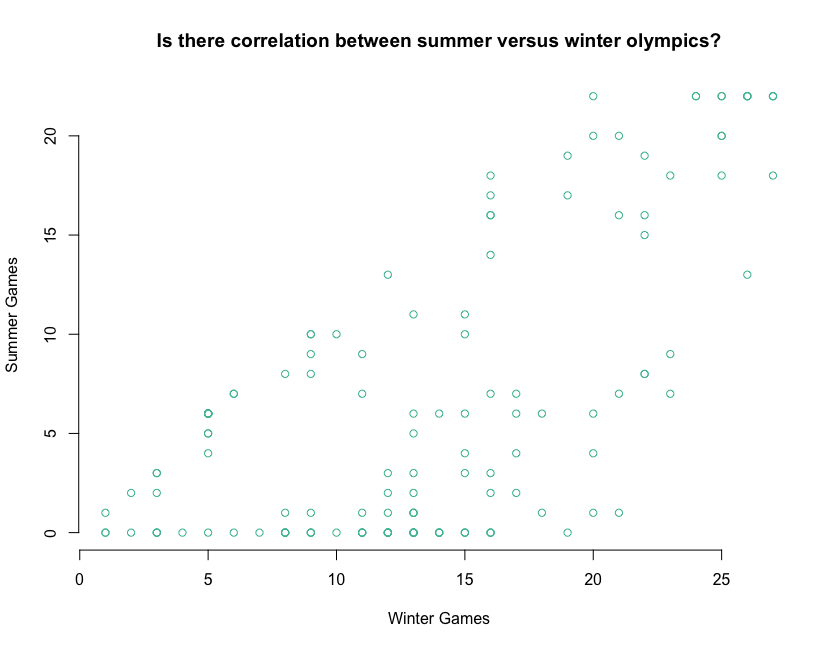 Is there correlation between summer versus winter olympics?
Summer Games
20
15
10
5
0
0 5 10 15 20 25
Winter Games